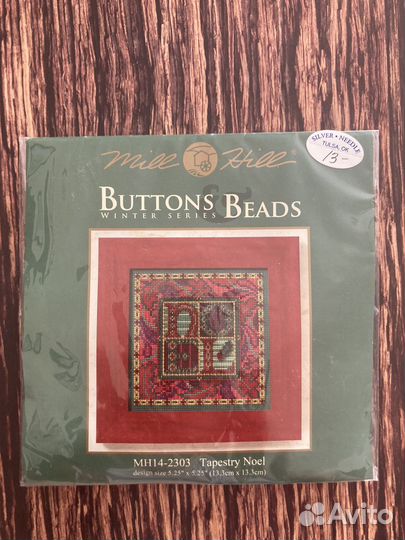 Mill Hill®
SILVER • NEEDLE
TULSA, OK
13-
BUTTONS & BEADS
WINTER SERIES
MH14-2303 Tapestry Noel
design size 5.25" x 5.25" (13.3cm x 13.3cm)
Avito